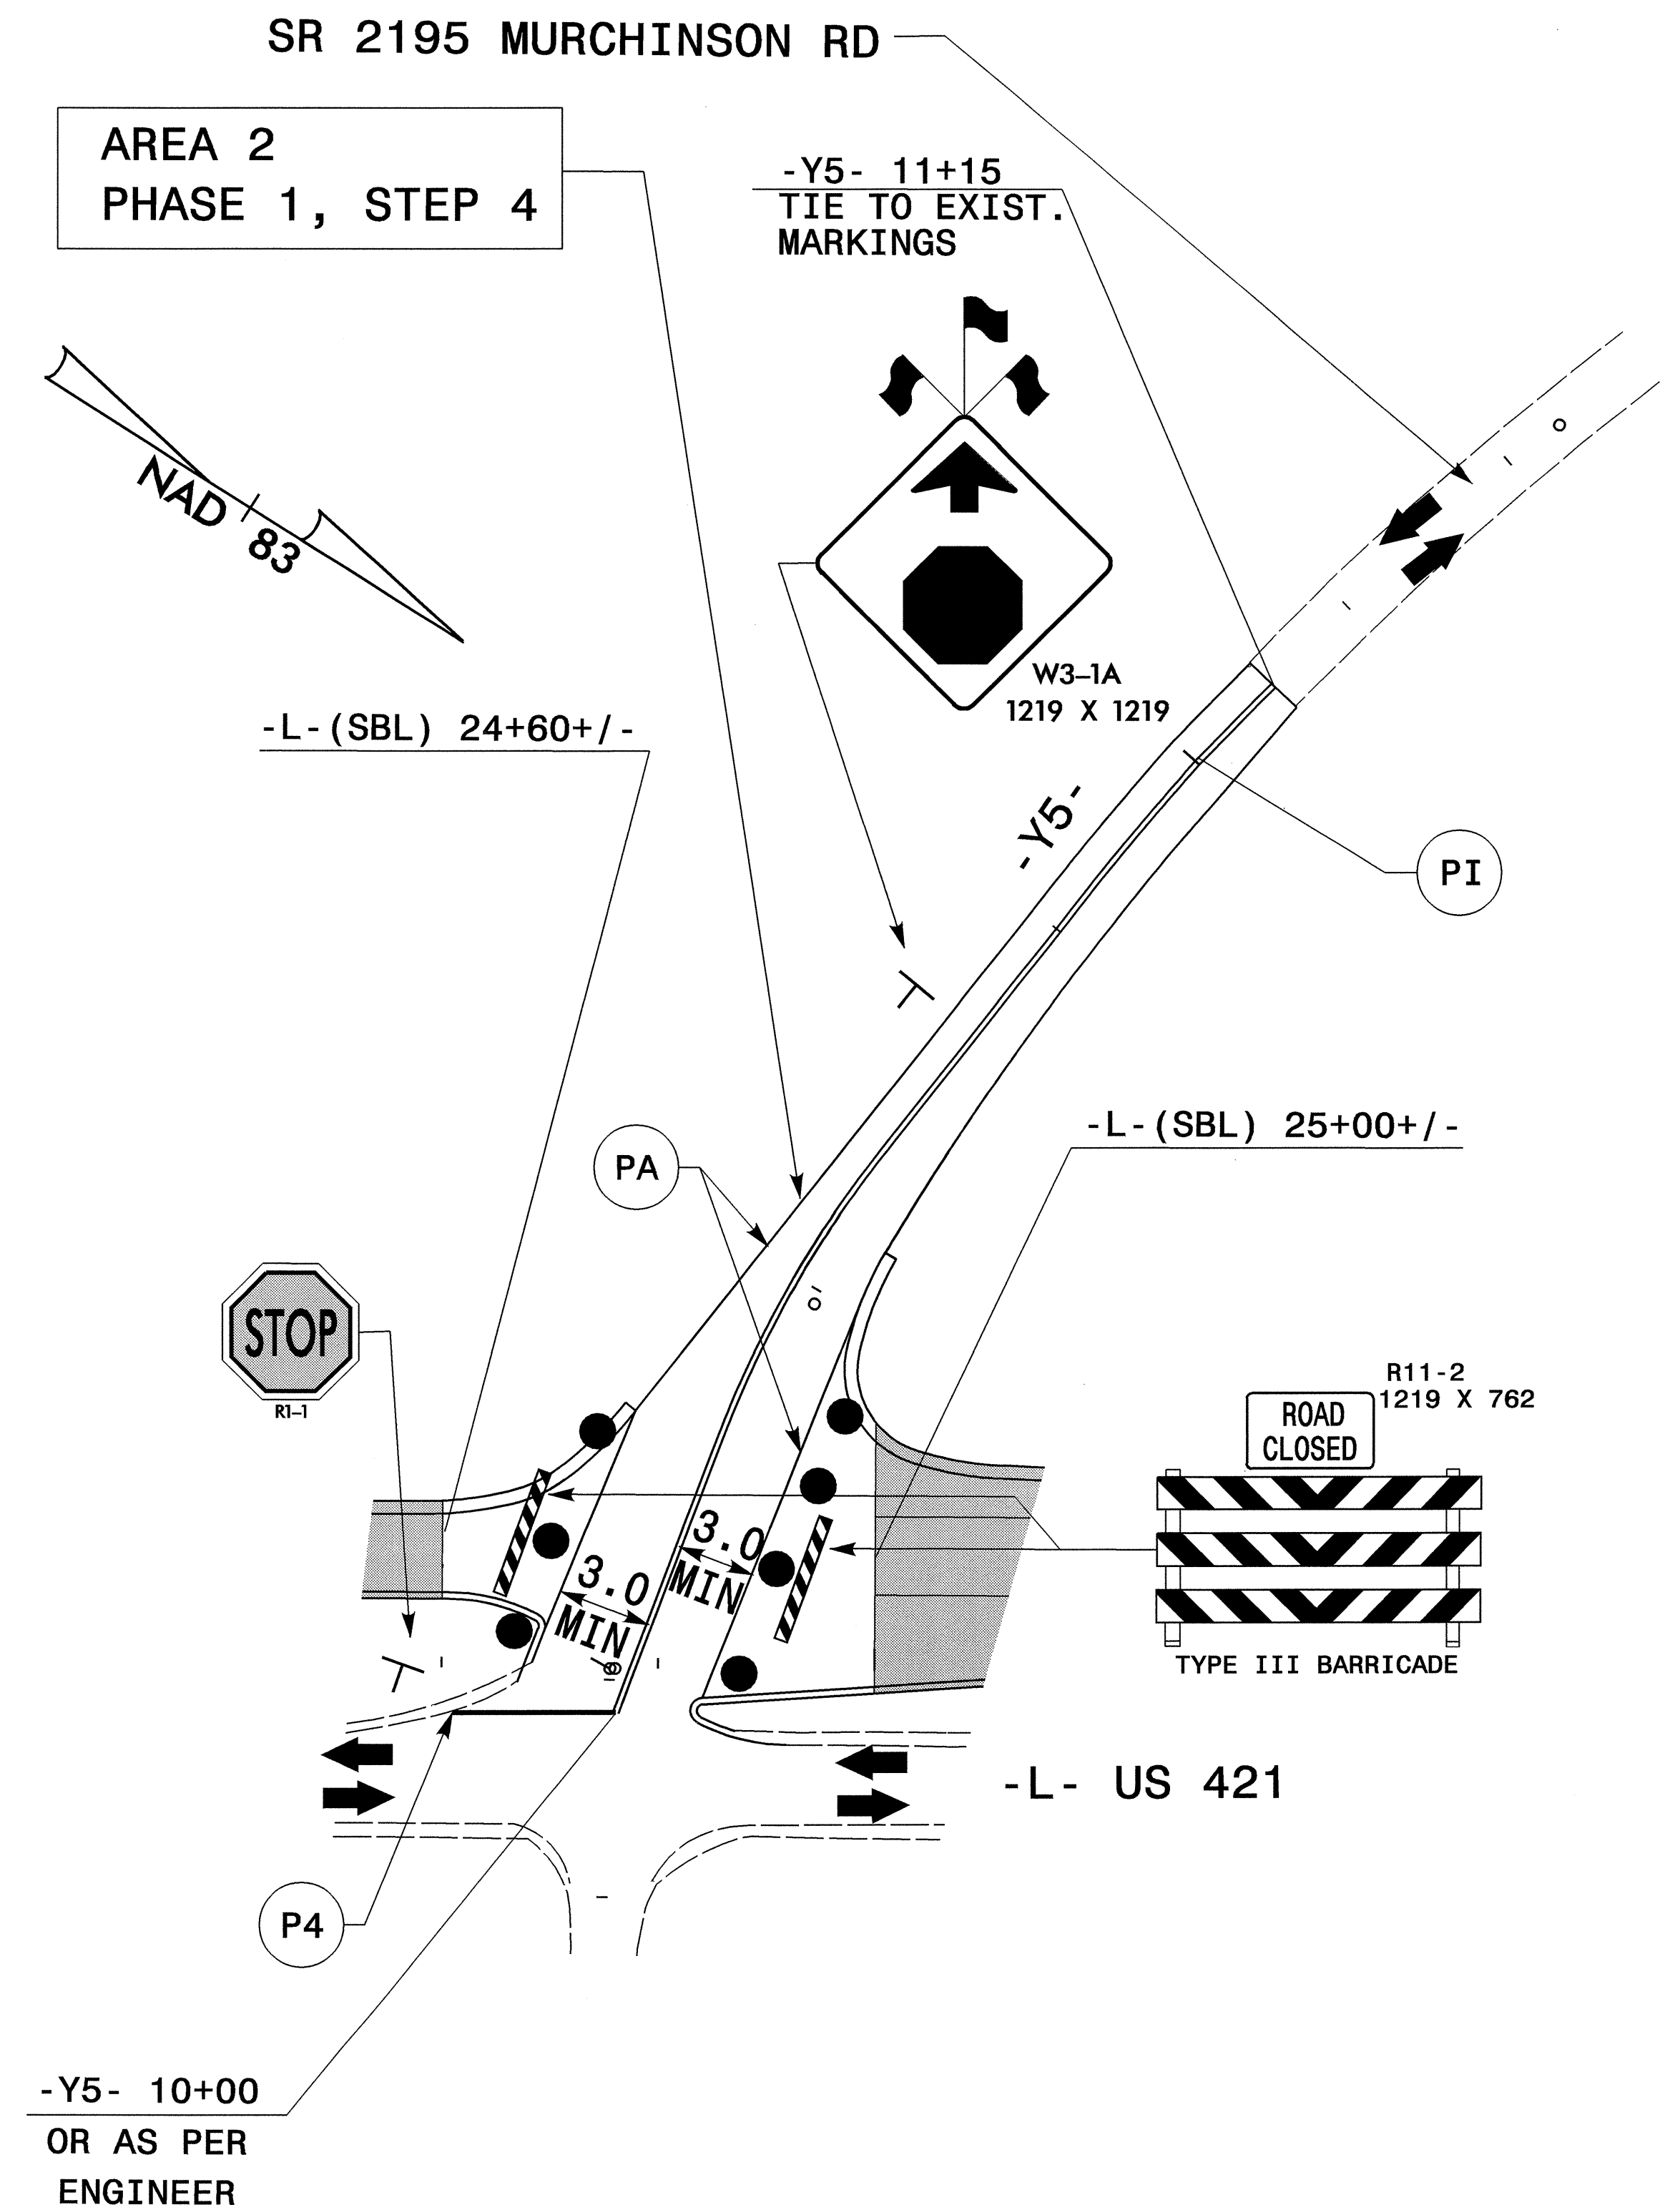 SR 2195 MURCHINSON RD
AREA 2
PHASE 1, STEP 4
-Y5- 11+15
TIE TO EXIST.
MARKINGS
NAD 83
W3-1A
1219 X 1219
-L-(SBL) 24+60+/-
-Y5-
PI
-L-(SBL) 25+00+/-
PA
STOP
R1-1
R11-2
1219 X 762
ROAD
CLOSED
3.0
MIN
3.0
MIN
TYPE III BARRICADE
-L- US 421
P4
-Y5- 10+00
OR AS PER
ENGINEER